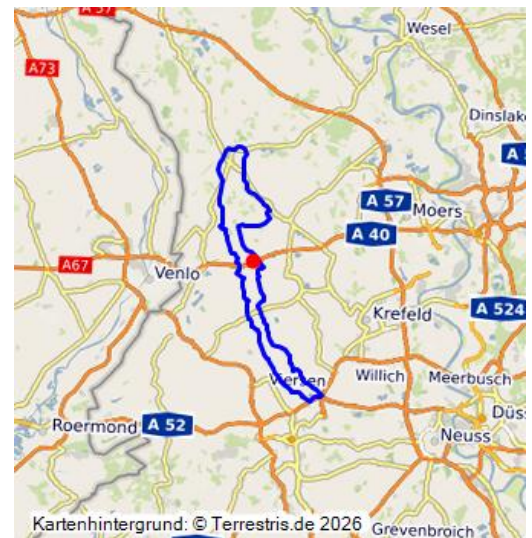 A 57
Wesel
A73
Dinslake
A 57
Moers
A 40
A67
Venlo
Krefeld
A 524
Viersen
Willich
Meerbusch
A 52
Roermond
Düss
Neuss
Grevenbroich
Kartenhintergrund: © Terrestris.de 2026